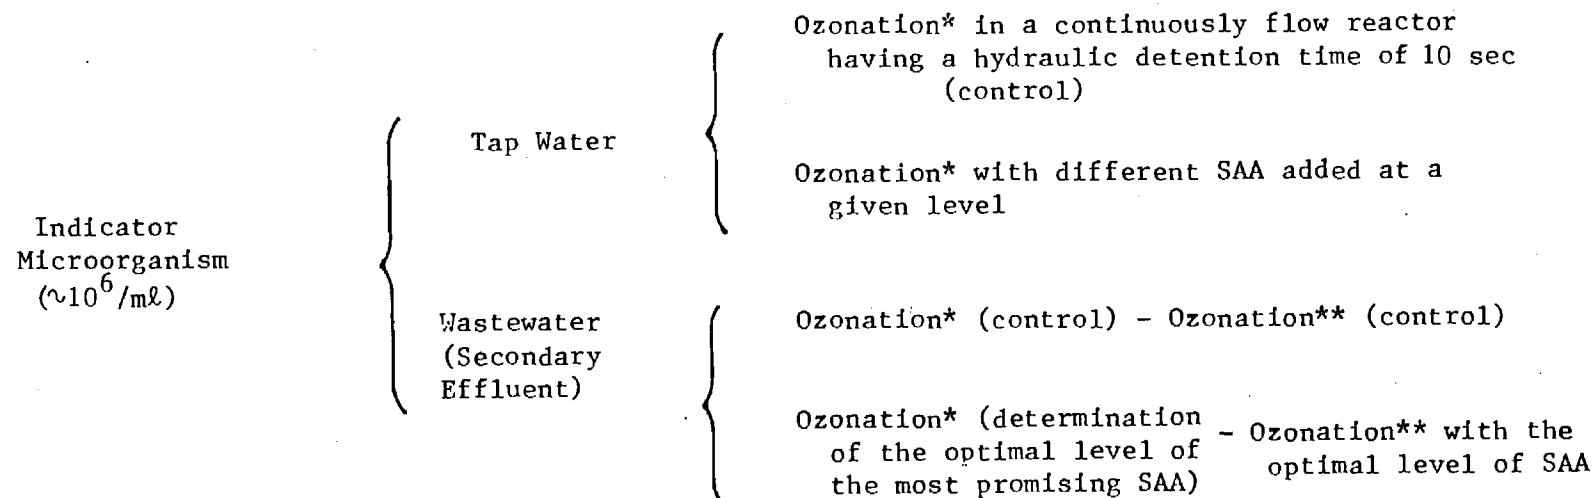 Ozonation* in a continuously flow reactor
having a hydraulic detention time of 10 sec
(control)
Tap Water
Ozonation* with different SAA added at a
given level
Indicator
Microorganism
(~10^6/mℓ)
Wastewater
(Secondary
Effluent)
Ozonation* (control) - Ozonation** (control)
Ozonation* (determination
of the optimal level of
the most promising SAA)
- Ozonation** with the
optimal level of SAA